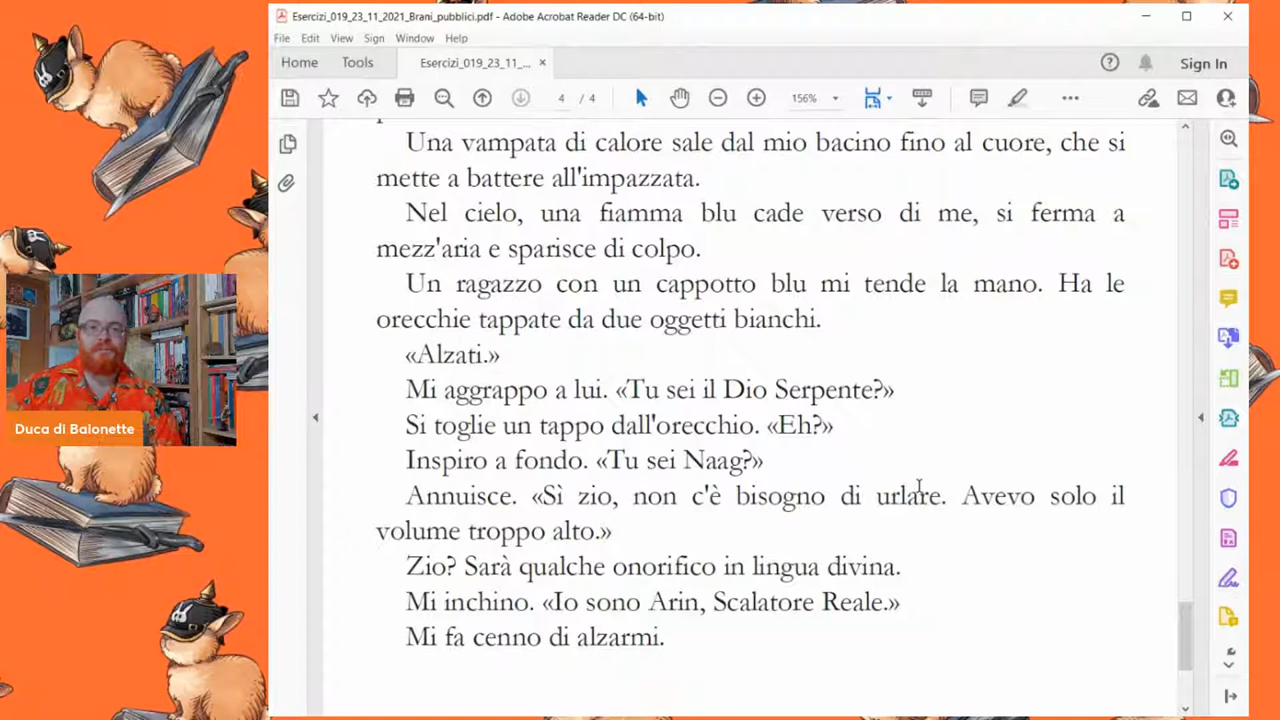 Esercizi_019_23_11_2021_Brani_pubblici.pdf - Adobe Acrobat Reader DC (64-bit)
File Edit View Sign Window Help
Home Tools Esercizi_019_23_11_... × Sign In
4 / 4 156%
Una vampata di calore sale dal mio bacino fino al cuore, che si
mette a battere all'impazzata.
Nel cielo, una fiamma blu cade verso di me, si ferma a
mezz'aria e sparisce di colpo.
Un ragazzo con un cappotto blu mi tende la mano. Ha le
orecchie tappate da due oggetti bianchi.
«Alzati.»
Mi aggrappo a lui. «Tu sei il Dio Serpente?»
Si toglie un tappo dall'orecchio. «Eh?»
Inspiro a fondo. «Tu sei Naag?»
Annuisce. «Sì zio, non c'è bisogno di urlare. Avevo solo il
volume troppo alto.»
Zio? Sarà qualche onorifico in lingua divina.
Mi inchino. «Io sono Arin, Scalatore Reale.»
Mi fa cenno di alzarmi.
Duca di Baionette